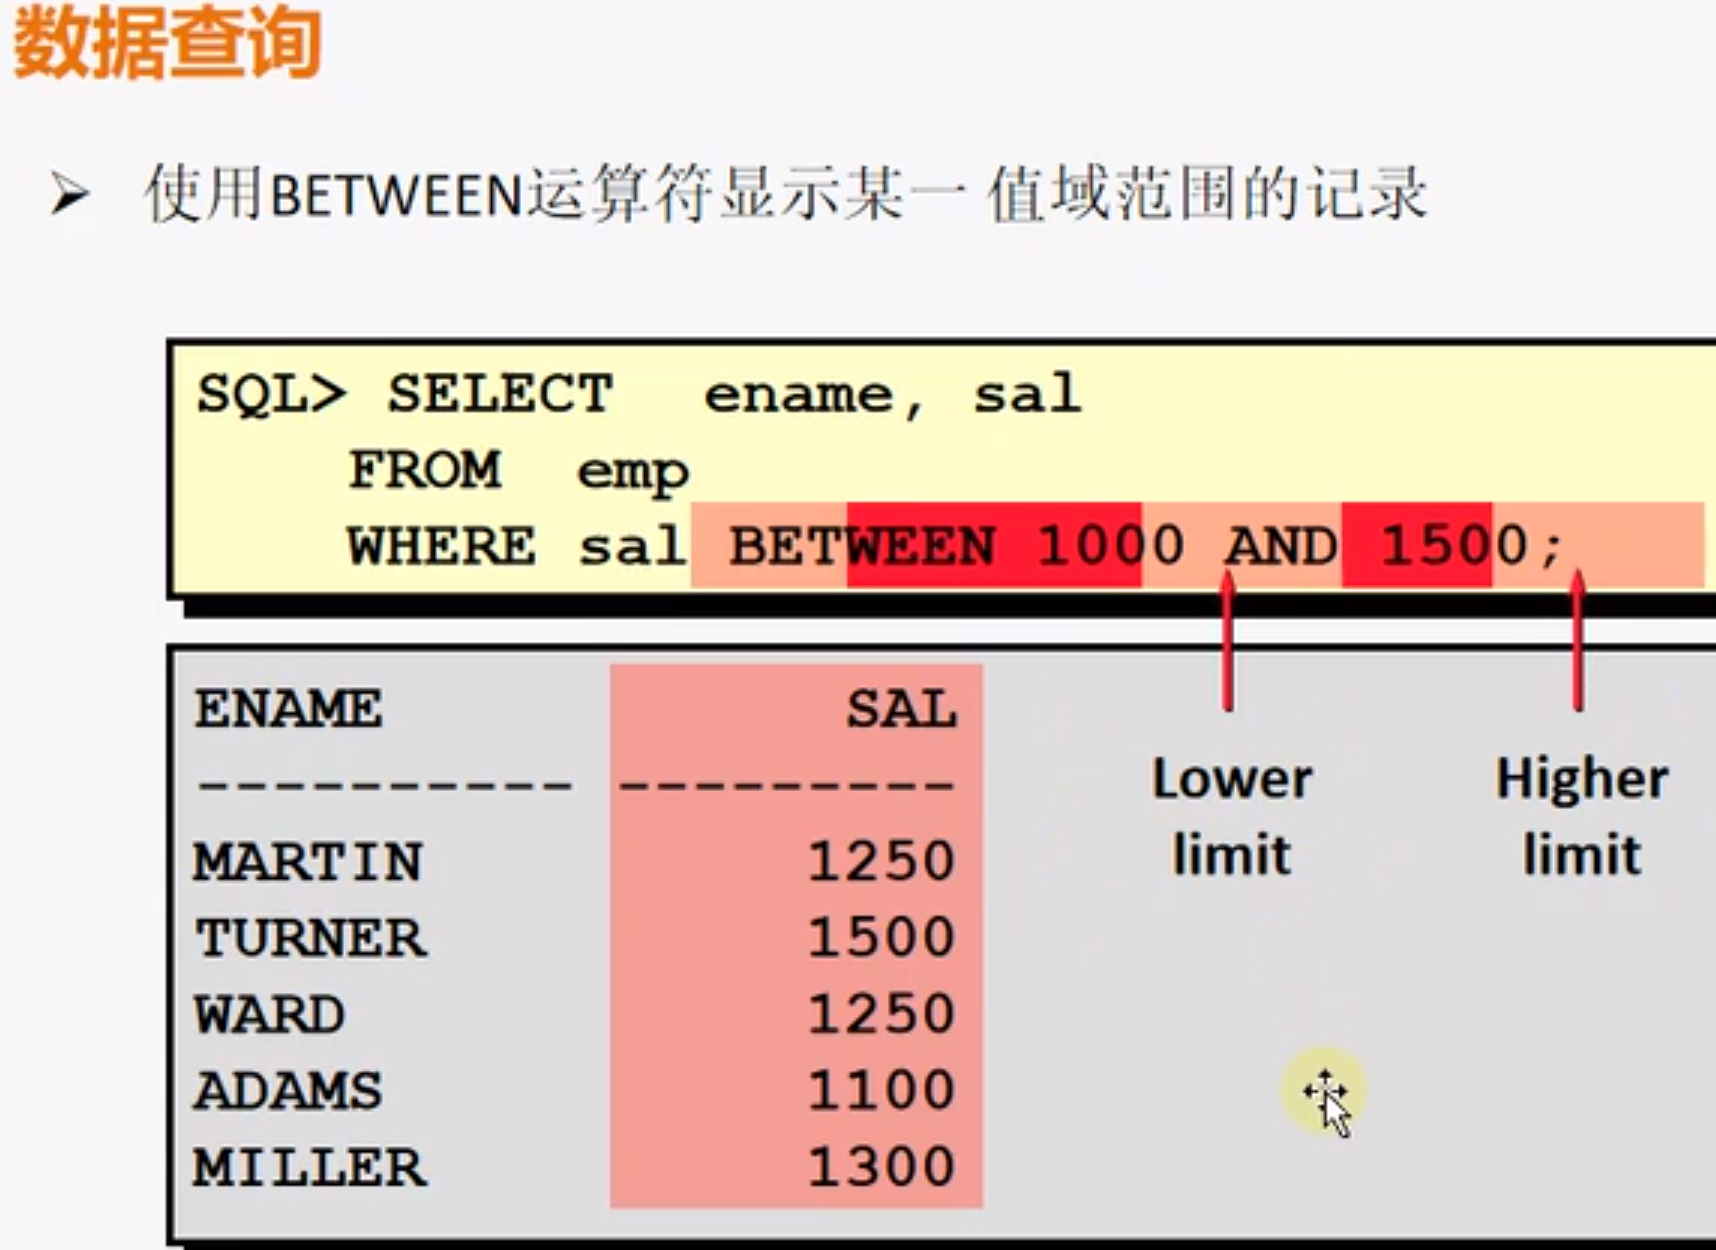 数据查询
使用BETWEEN运算符显示某一 值域范围的记录
SQL> SELECT ename, sal
FROM emp
WHERE sal BETWEEN 1000 AND 1500;
ENAME SAL
---------- ---------
MARTIN 1250
TURNER 1500
WARD 1250
ADAMS 1100
MILLER 1300
Lower
limit
Higher
limit